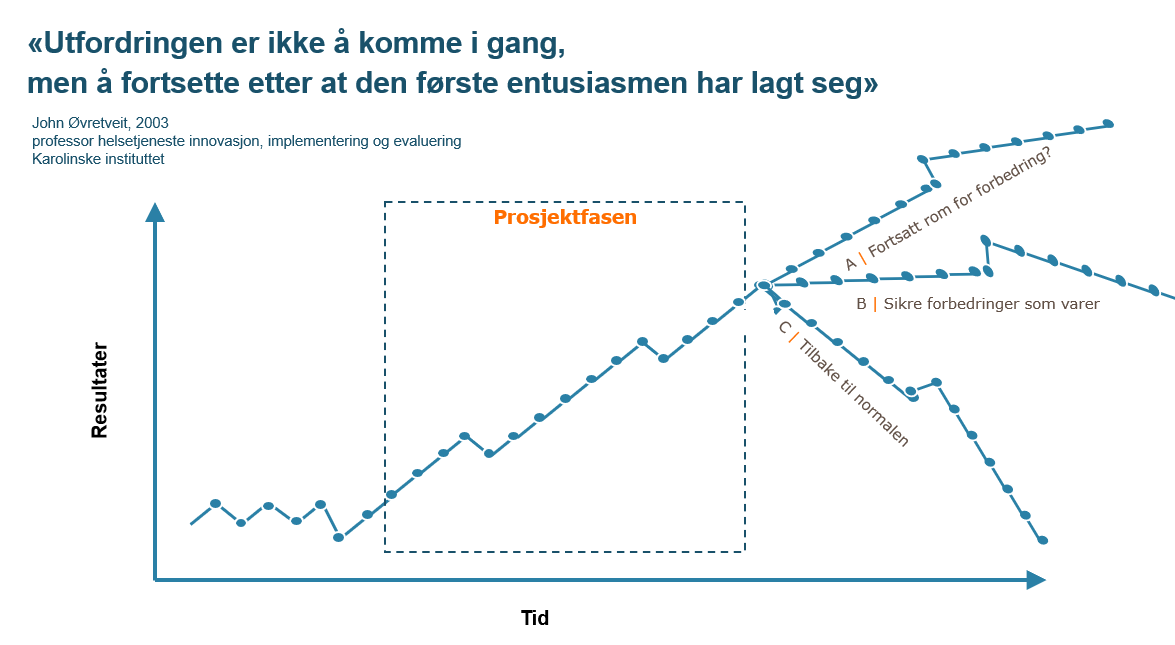 «Utfordringen er ikke å komme i gang,
men å fortsette etter at den første entusiasmen har lagt seg»
John Øvretveit, 2003
professor helsetjeneste innovasjon, implementering og evaluering
Karolinske instituttet
Prosjektfasen
A | Fortsatt rom for forbedring?
B | Sikre forbedringer som varer
C | Tilbake til normalen
Resultater
Tid